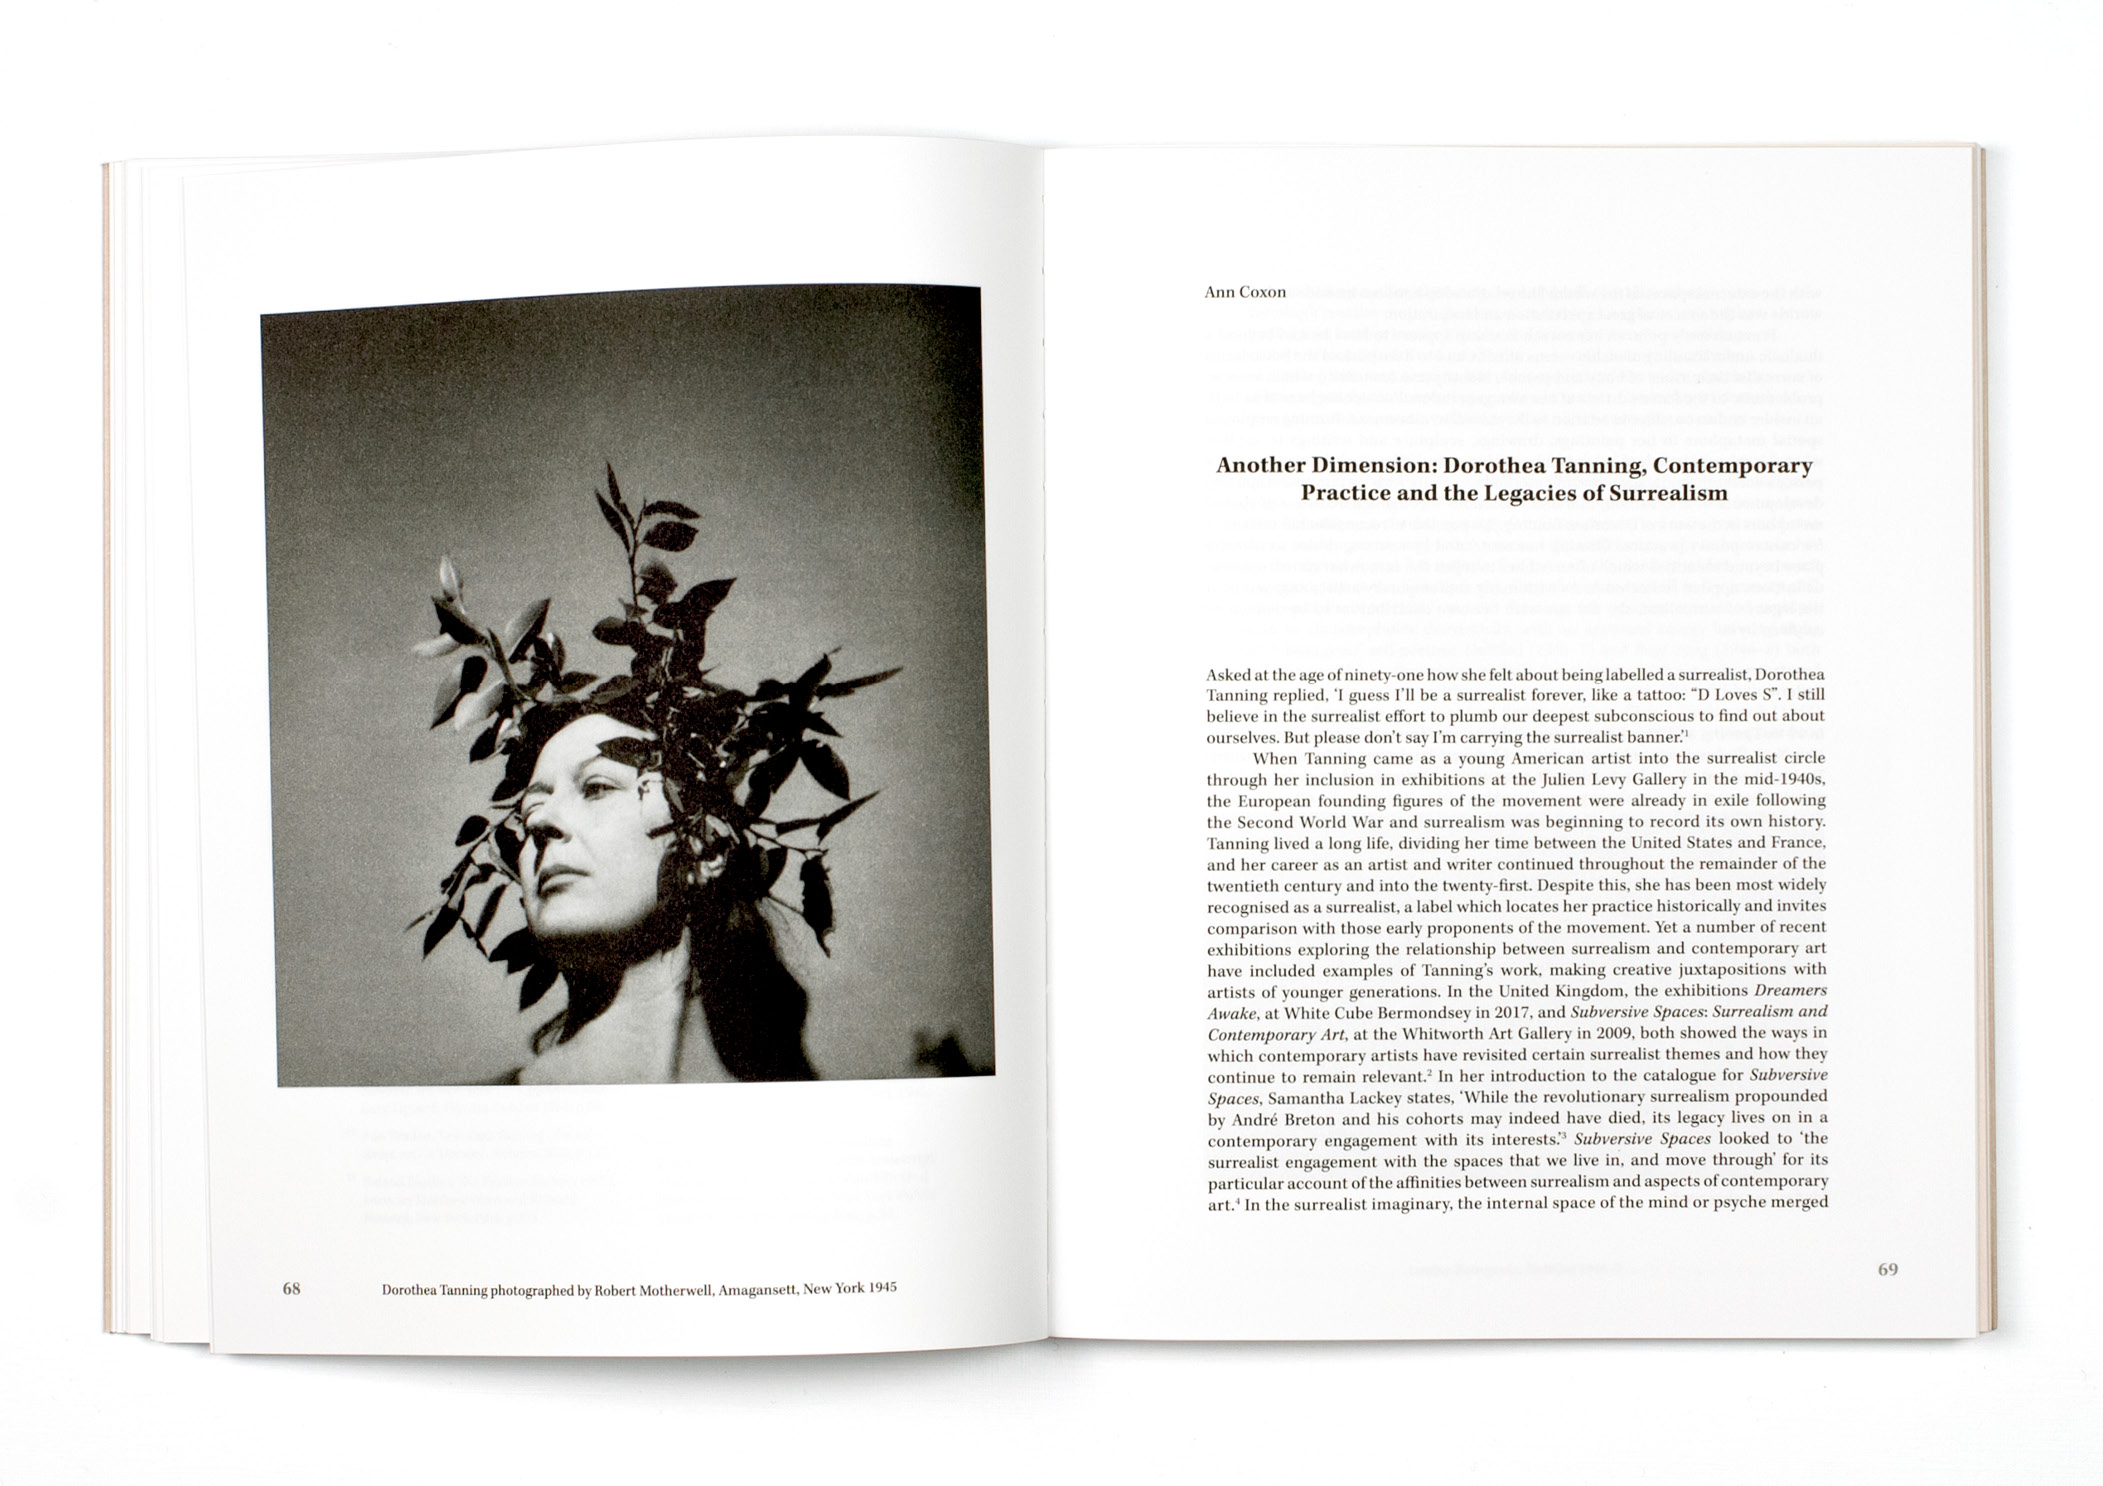 68
Dorothea Tanning photographed by Robert Motherwell, Amagansett, New York 1945
Ann Coxon
Another Dimension: Dorothea Tanning, Contemporary
Practice and the Legacies of Surrealism
Asked at the age of ninety-one how she felt about being labelled a surrealist, Dorothea
Tanning replied, ‘I guess I’ll be a surrealist forever, like a tattoo: “D Loves S”. I still
believe in the surrealist effort to plumb our deepest subconscious to find out about
ourselves. But please don’t say I’m carrying the surrealist banner.’¹
When Tanning came as a young American artist into the surrealist circle
through her inclusion in exhibitions at the Julien Levy Gallery in the mid-1940s,
the European founding figures of the movement were already in exile following
the Second World War and surrealism was beginning to record its own history.
Tanning lived a long life, dividing her time between the United States and France,
and her career as an artist and writer continued throughout the remainder of the
twentieth century and into the twenty-first. Despite this, she has been most widely
recognised as a surrealist, a label which locates her practice historically and invites
comparison with those early proponents of the movement. Yet a number of recent
exhibitions exploring the relationship between surrealism and contemporary art
have included examples of Tanning’s work, making creative juxtapositions with
artists of younger generations. In the United Kingdom, the exhibitions Dreamers
Awake, at White Cube Bermondsey in 2017, and Subversive Spaces: Surrealism and
Contemporary Art, at the Whitworth Art Gallery in 2009, both showed the ways in
which contemporary artists have revisited certain surrealist themes and how they
continue to remain relevant.² In her introduction to the catalogue for Subversive
Spaces, Samantha Lackey states, ‘While the revolutionary surrealism propounded
by André Breton and his cohorts may indeed have died, its legacy lives on in a
contemporary engagement with its interests.’³ Subversive Spaces looked to ‘the
surrealist engagement with the spaces that we live in, and move through’ for its
particular account of the affinities between surrealism and aspects of contemporary
art.⁴ In the surrealist imaginary, the internal space of the mind or psyche merged
69